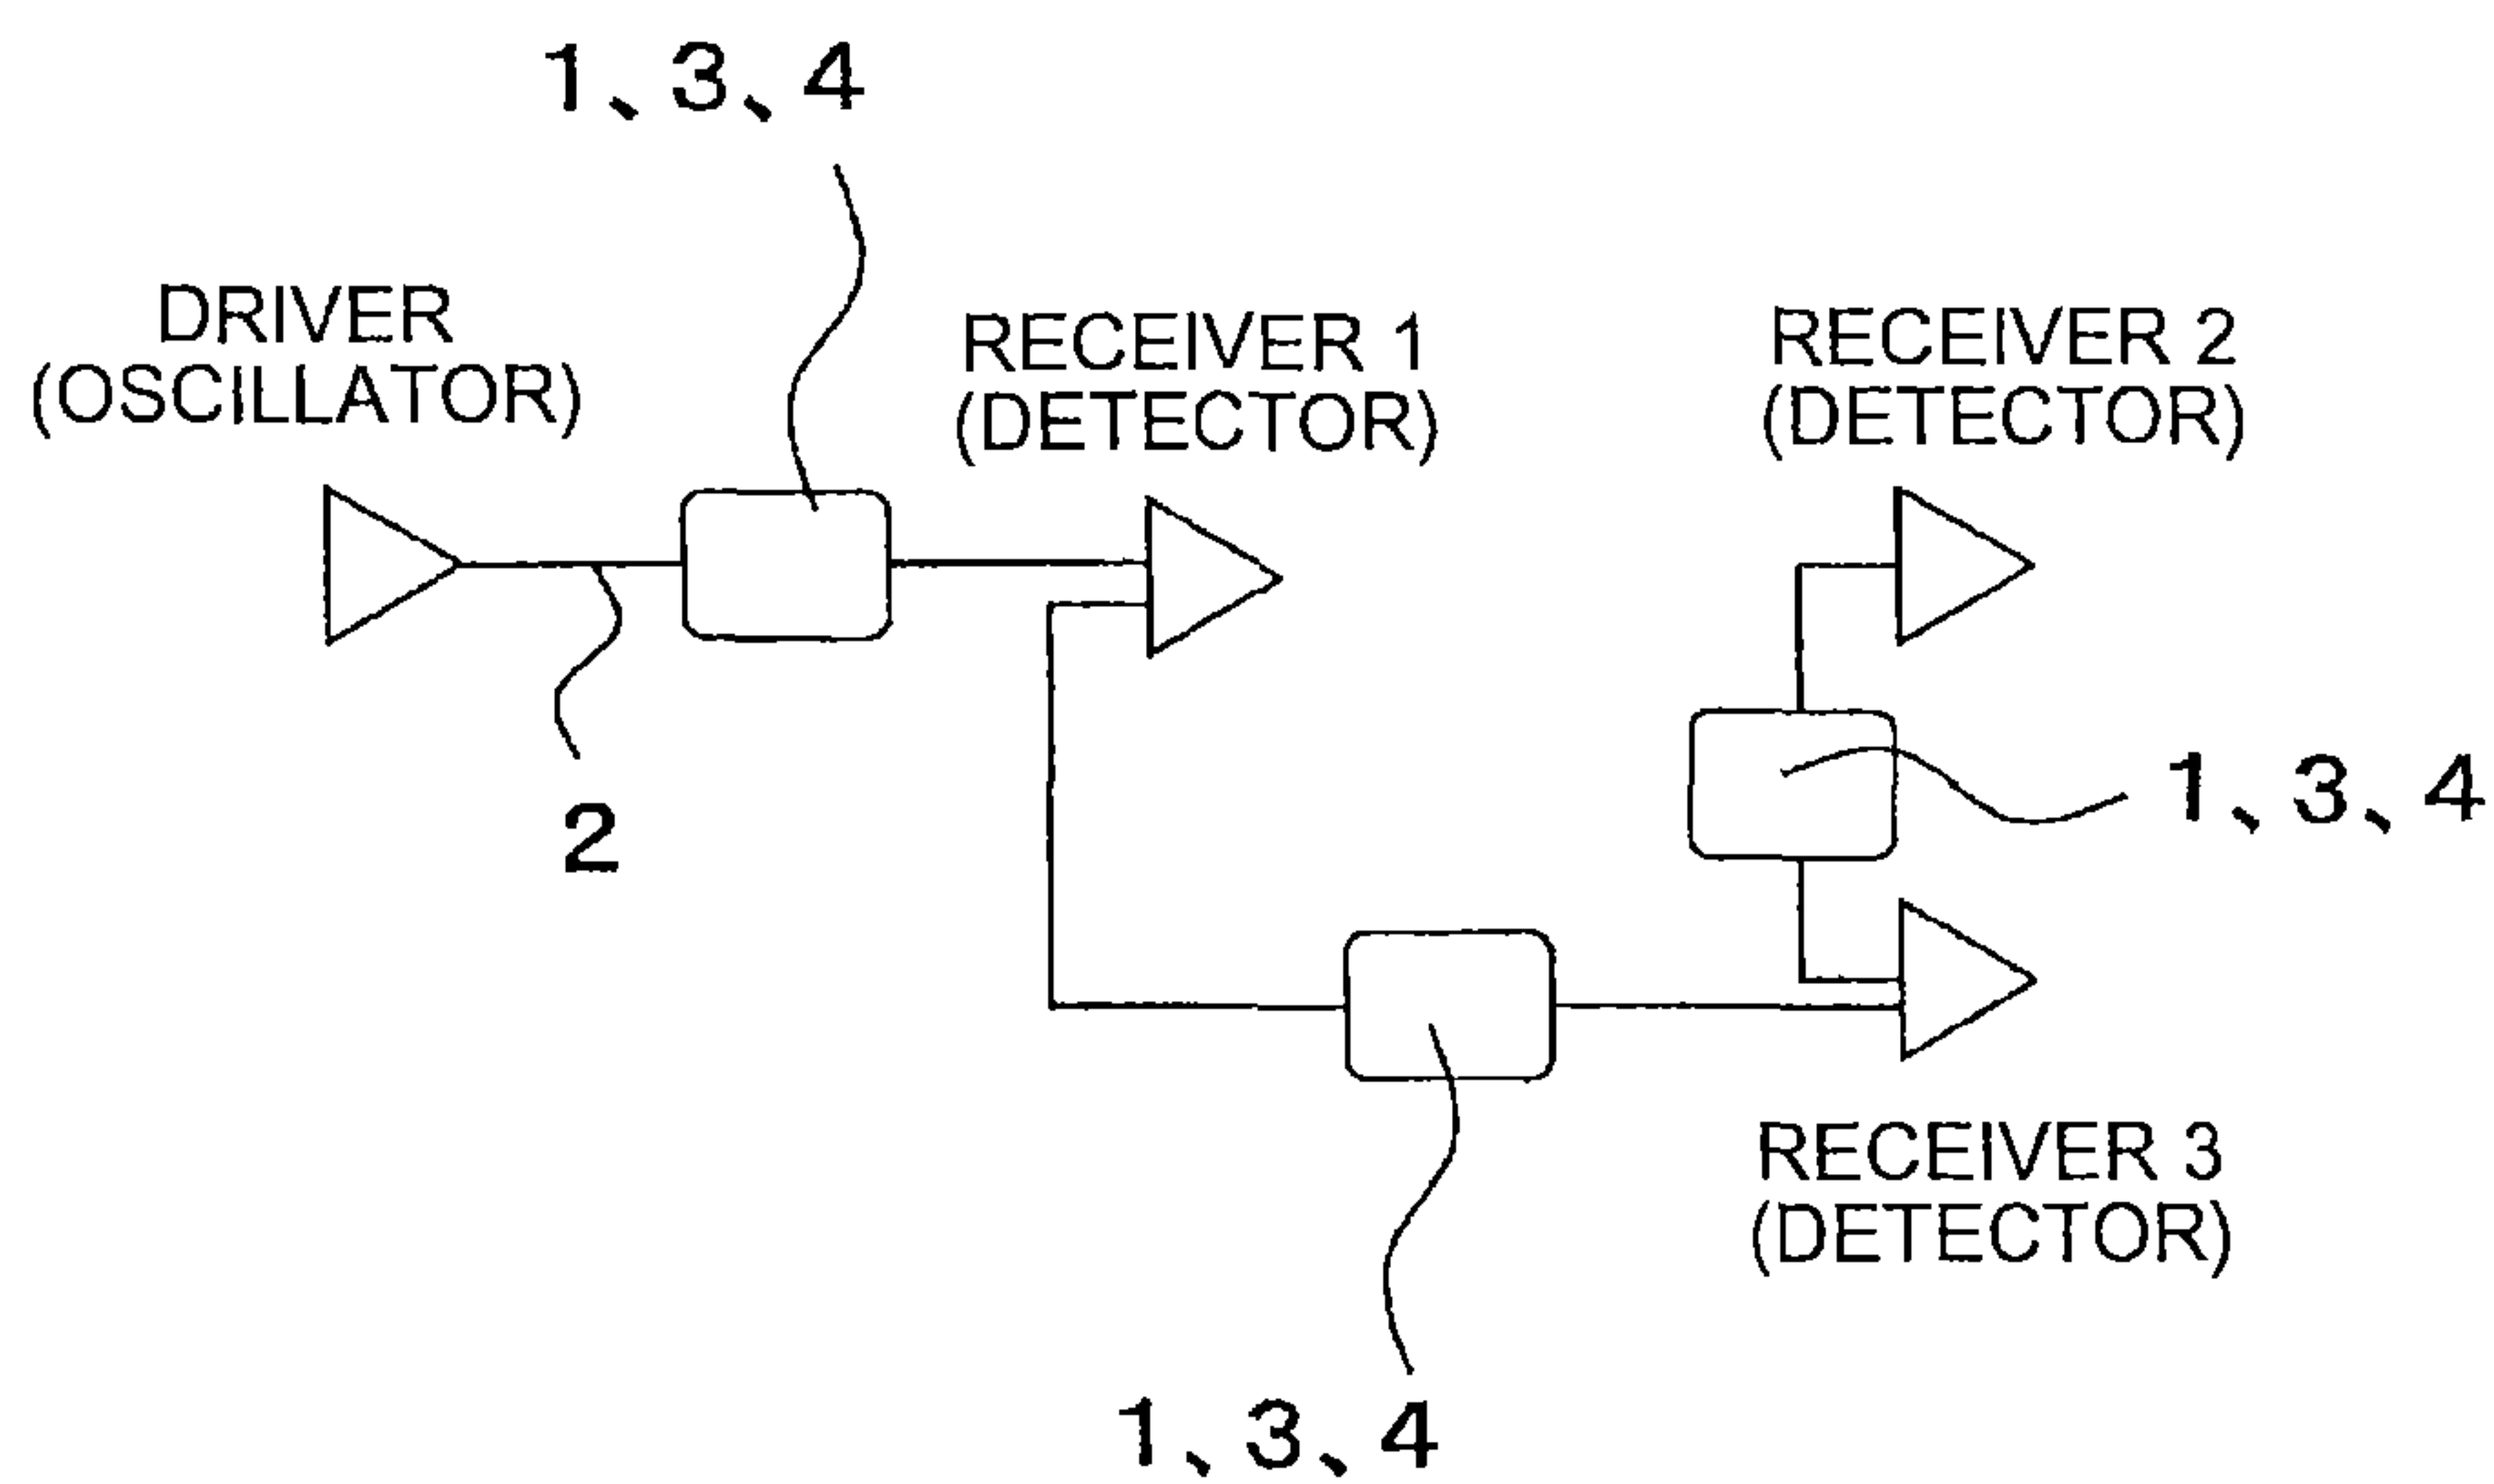 1、3、4
DRIVER
(OSCILLATOR)
RECEIVER 1
(DETECTOR)
RECEIVER 2
(DETECTOR)
2
1、3、4
RECEIVER 3
(DETECTOR)
1、3、4